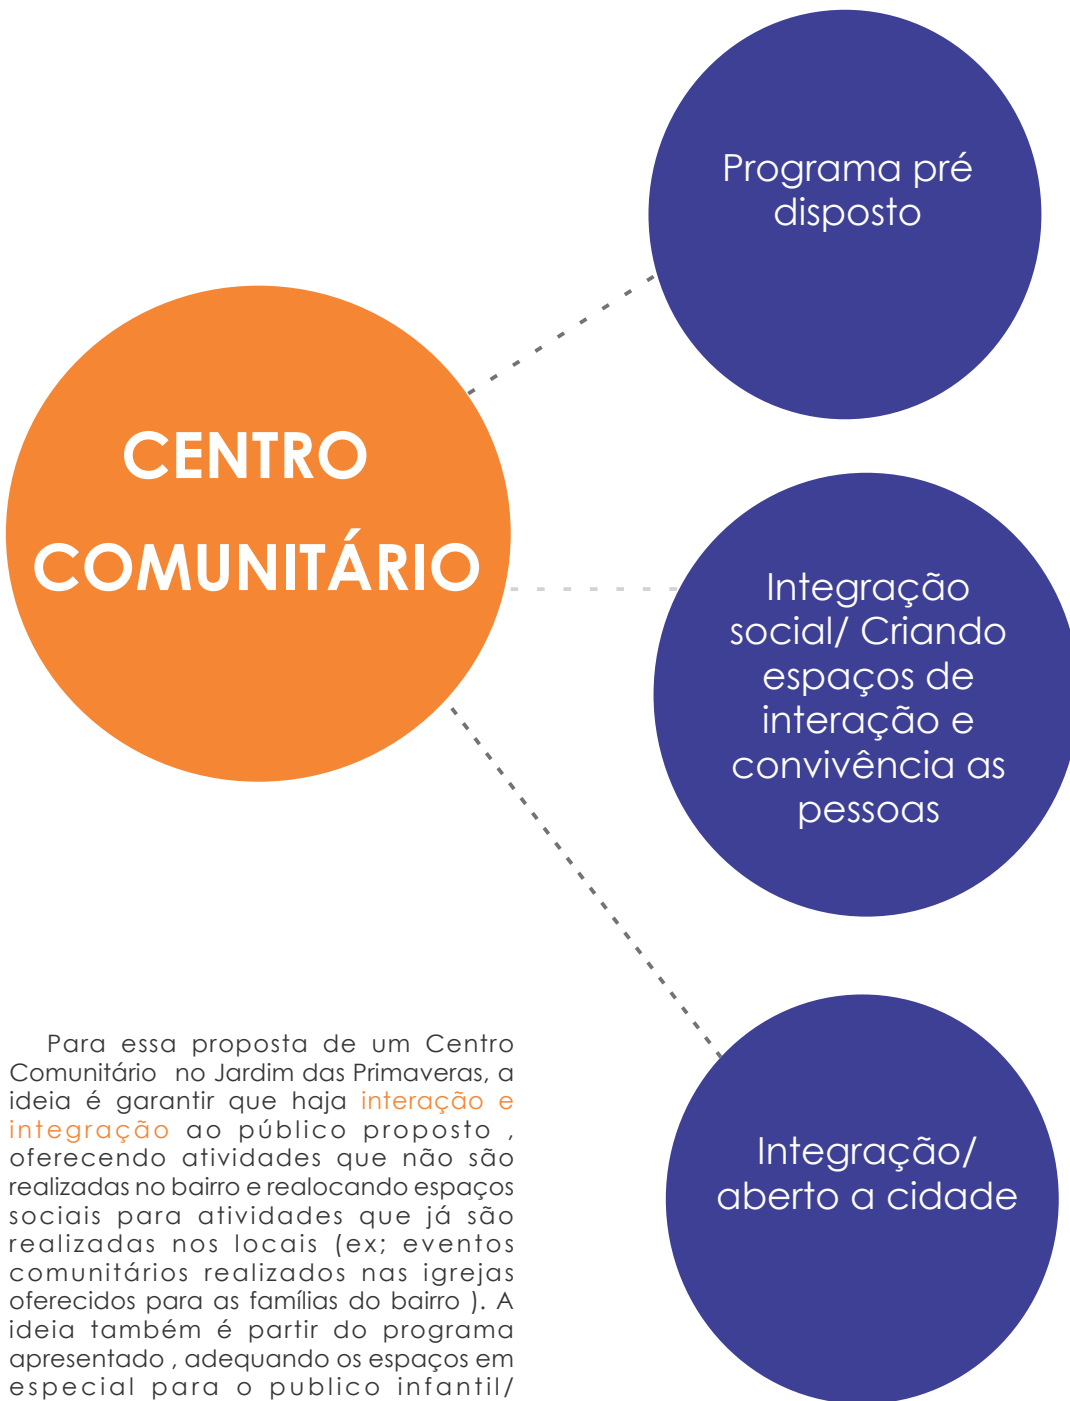 Programa pré
disposto
CENTRO
COMUNITÁRIO
Integração
social/ Criando
espaços de
interação e
convivência as
pessoas
Integração/
aberto a cidade
Para essa proposta de um Centro
Comunitário no Jardim das Primaveras, a
ideia é garantir que haja interação e
integração ao público proposto ,
oferecendo atividades que não são
realizadas no bairro e realocando espaços
sociais para atividades que já são
realizadas nos locais (ex; eventos
comunitários realizados nas igrejas
oferecidos para as famílias do bairro ). A
ideia também é partir do programa
apresentado , adequando os espaços em
especial para o publico infantil/